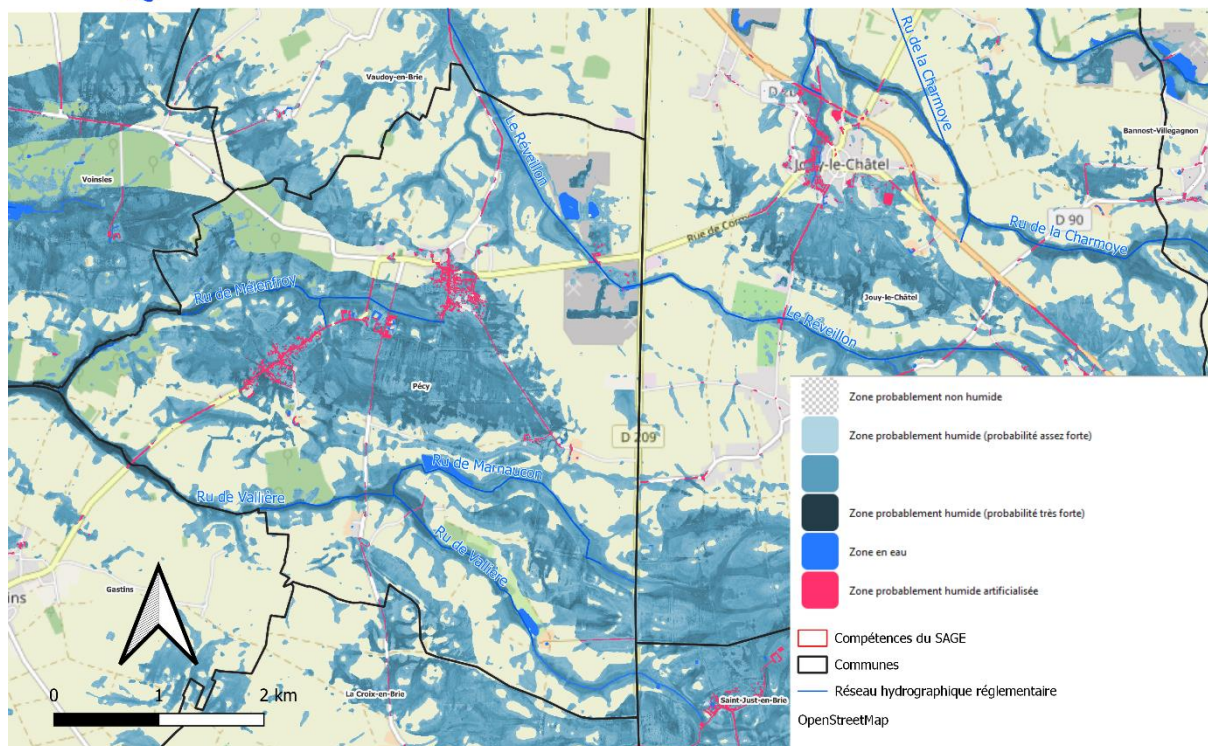 Vaudoy-en-Brie
Ru de la Charmoye
Bannost-Villegagnon
Jouy-le-Châtel
Voinsles
Le Réveillon
D 90
Rue de Corm
Ru de la Charmoye
Ru de Melenfroy
Jouy-le-Châtel
Le Réveillon
Pécy
D 209
Ru de Marnaucon
Ru de Vallière
Ru de Vallière
Gastins
ins
La Croix-en-Brie
Saint-Just-en-Brie
0 1 2 km
Zone probablement non humide
Zone probablement humide (probabilité assez forte)
Zone probablement humide (probabilité très forte)
Zone en eau
Zone probablement humide artificialisée
Compétences du SAGE
Communes
Réseau hydrographique réglementaire
OpenStreetMap